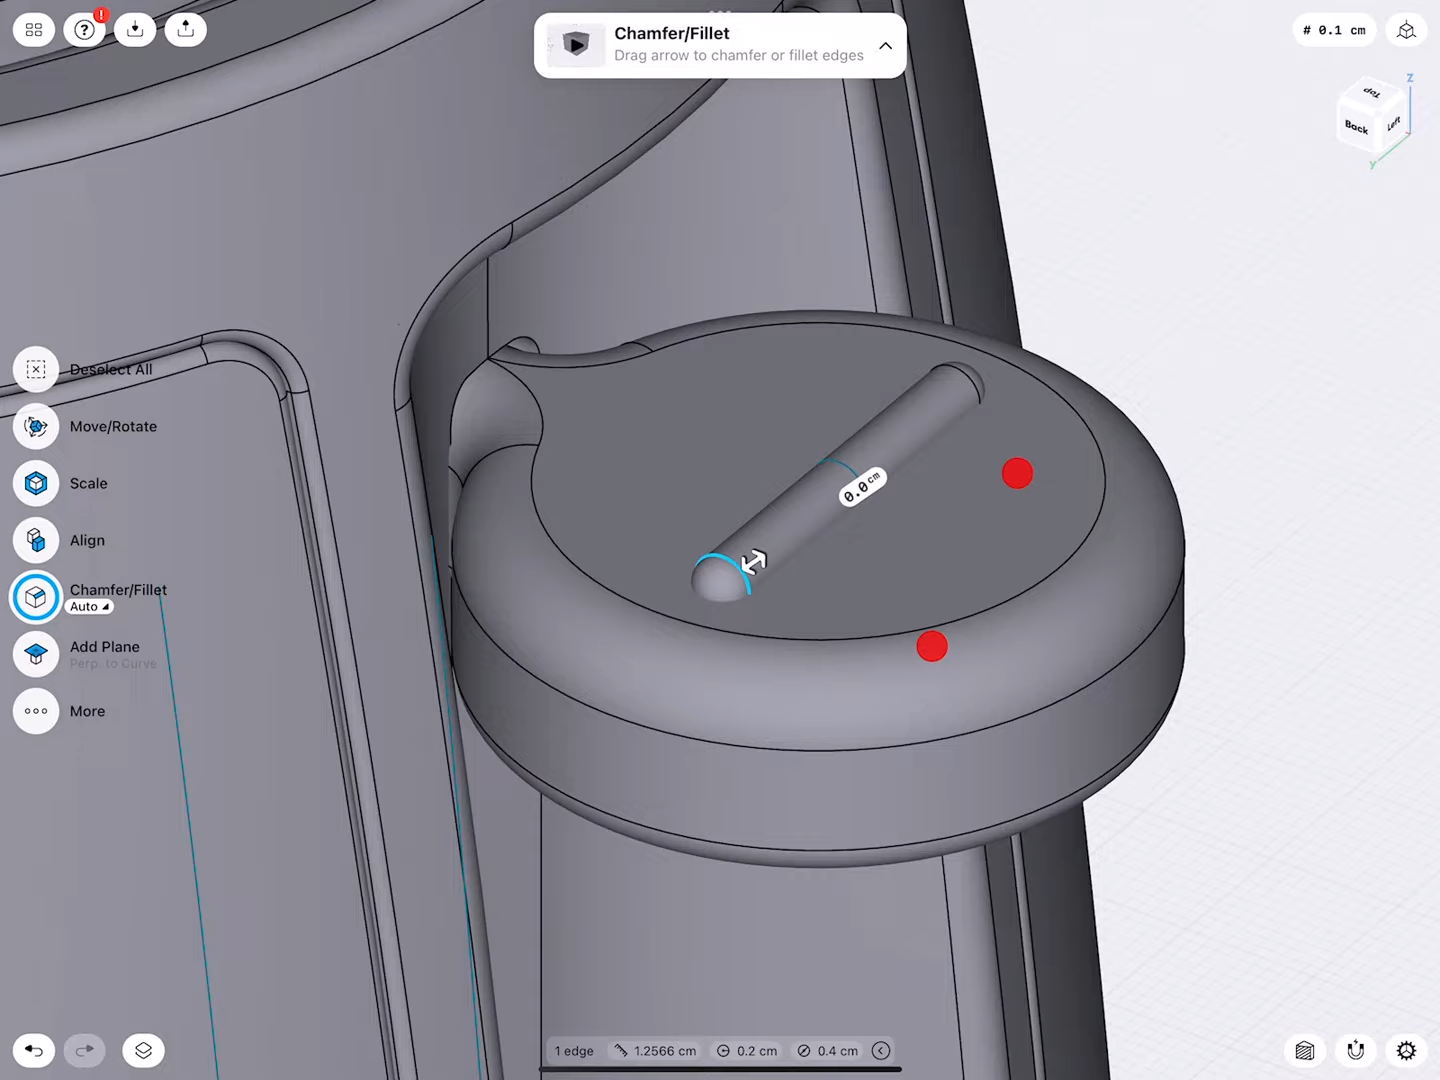 !
?
Chamfer/Fillet
Drag arrow to chamfer or fillet edges
# 0.1 cm
Z
Top
Back
Left
Y
Deselect All
Move/Rotate
0.0 cm
Scale
Align
Chamfer/Fillet
Auto
Add Plane
Perp. to Curve
More
1 edge 1.2566 cm 0.2 cm 0.4 cm